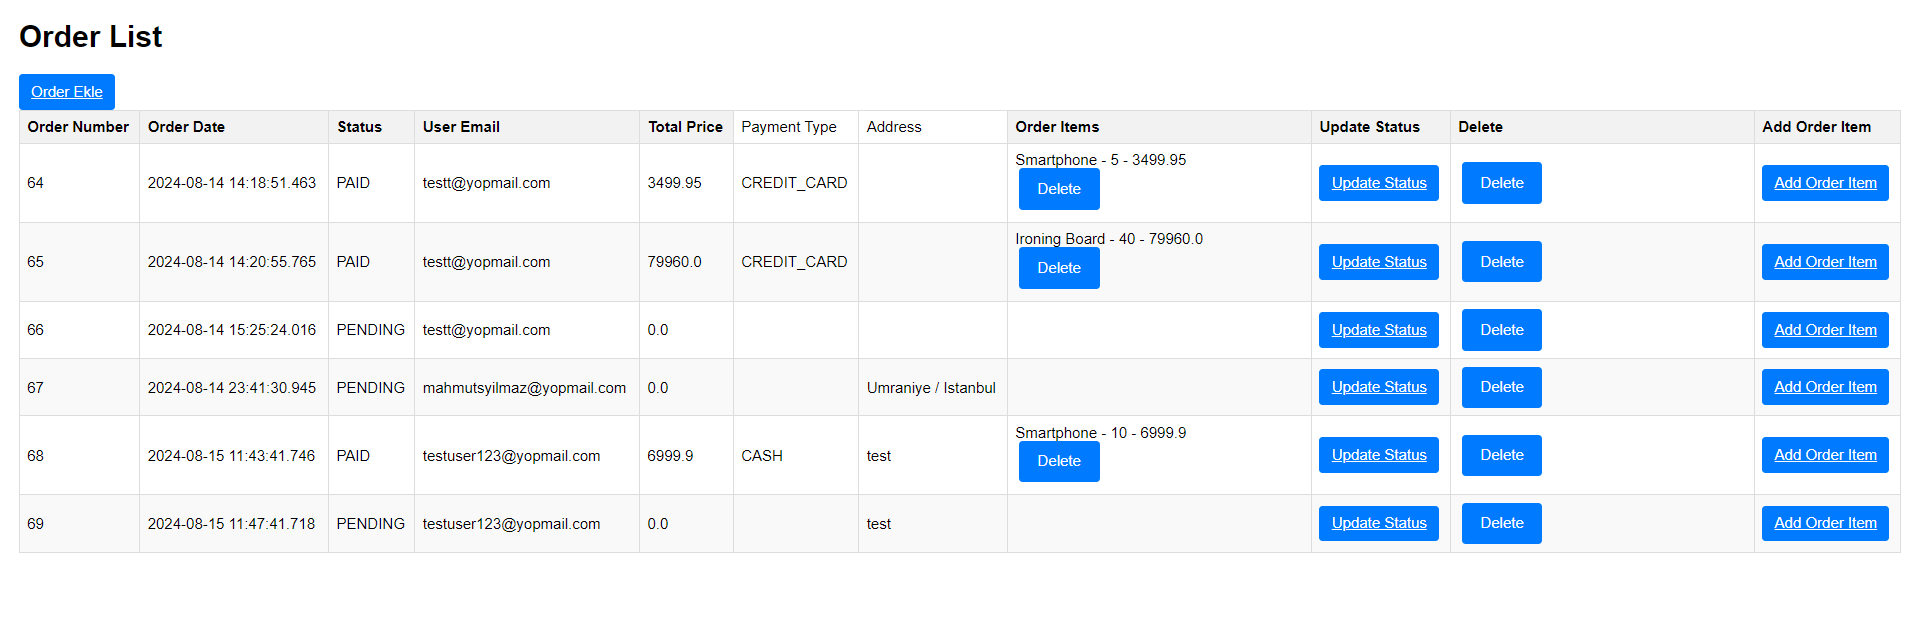 Order List
Order Ekle
Order Number Order Date Status User Email Total Price Payment Type Address Order Items Update Status Delete Add Order Item
Smartphone - 5 - 3499.95
64 2024-08-14 14:18:51.463 PAID testt@yopmail.com 3499.95 CREDIT_CARD Delete Update Status Delete Add Order Item
Ironing Board - 40 - 79960.0
65 2024-08-14 14:20:55.765 PAID testt@yopmail.com 79960.0 CREDIT_CARD Delete Update Status Delete Add Order Item
66 2024-08-14 15:25:24.016 PENDING testt@yopmail.com 0.0 Update Status Delete Add Order Item
67 2024-08-14 23:41:30.945 PENDING mahmutsyilmaz@yopmail.com 0.0 Umraniye / Istanbul Update Status Delete Add Order Item
Smartphone - 10 - 6999.9
68 2024-08-15 11:43:41.746 PAID testuser123@yopmail.com 6999.9 CASH test Delete Update Status Delete Add Order Item
69 2024-08-15 11:47:41.718 PENDING testuser123@yopmail.com 0.0 test Update Status Delete Add Order Item